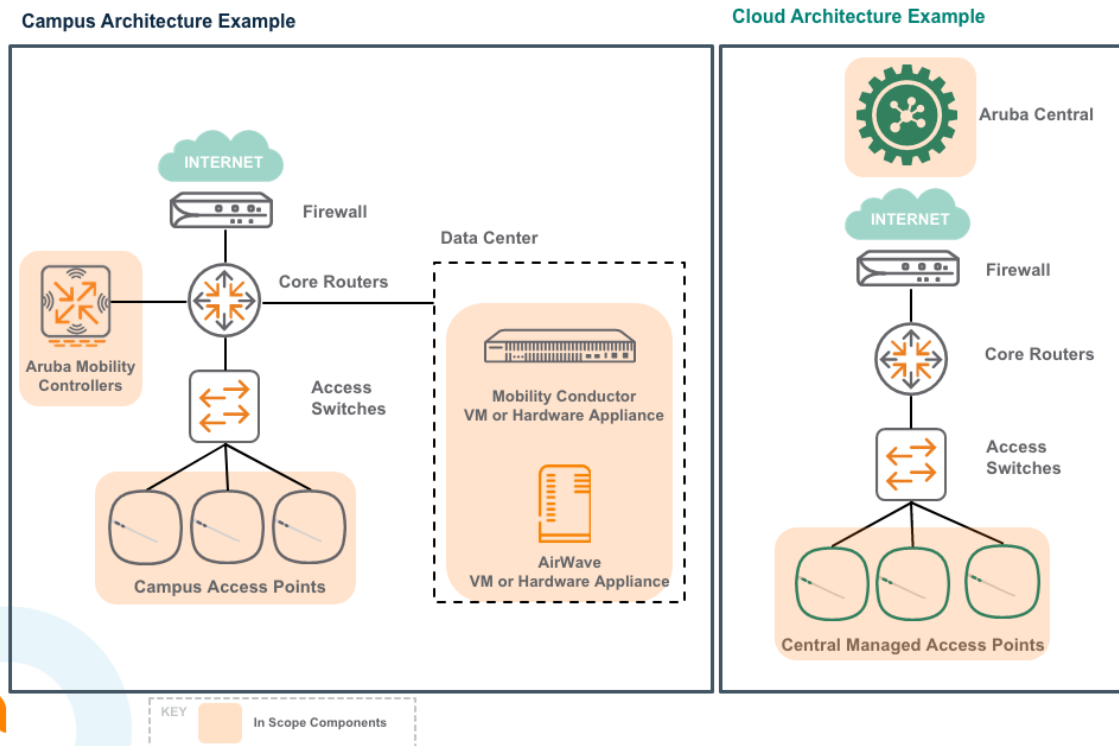 Campus Architecture Example
INTERNET
Firewall
Data Center
Core Routers
Aruba Mobility
Controllers
Access
Switches
Mobility Conductor
VM or Hardware Appliance
AirWave
VM or Hardware Appliance
Campus Access Points
Cloud Architecture Example
Aruba Central
INTERNET
Firewall
Core Routers
Access
Switches
Central Managed Access Points
KEY
In Scope Components